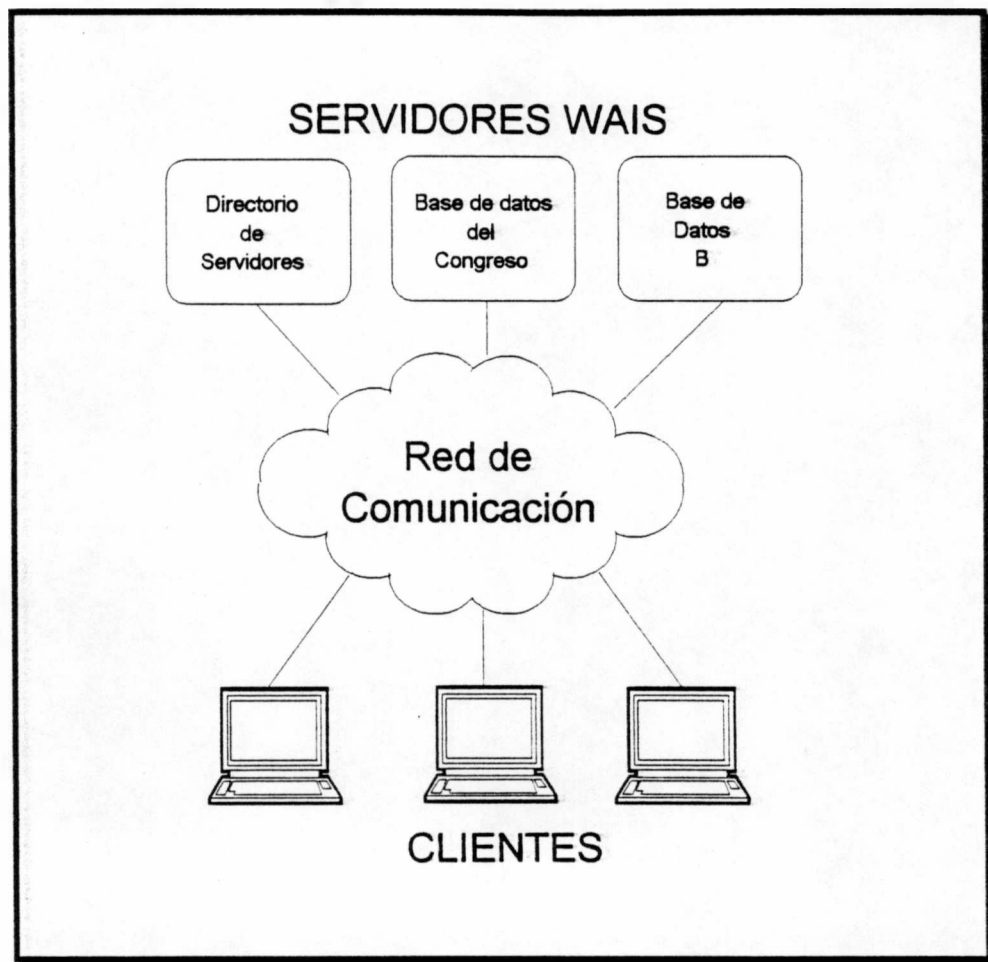 SERVIDORES WAIS
Directorio
de
Servidores
Base de datos
del
Congreso
Base de
Datos
B
Red de
Comunicación
CLIENTES